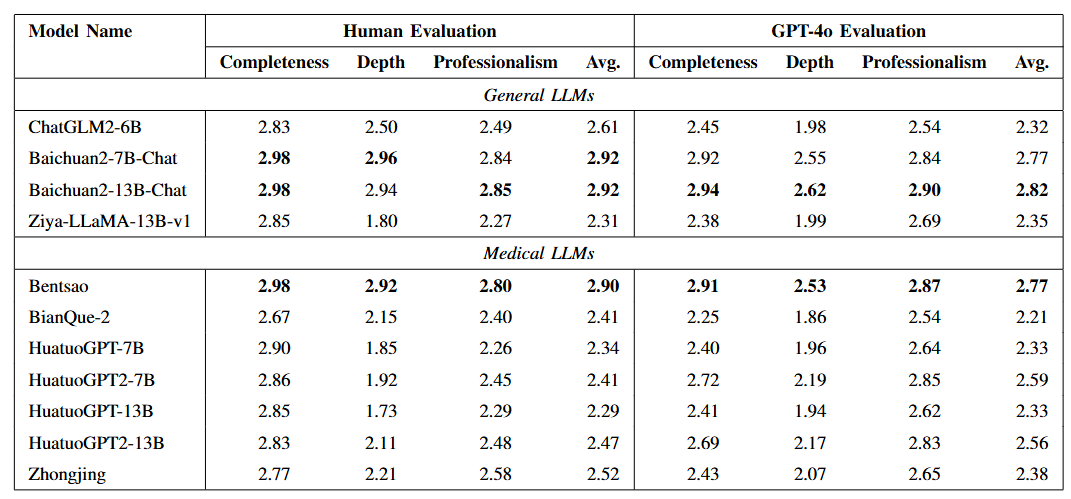 Model Name Human Evaluation GPT-4o Evaluation
Completeness Depth Professionalism Avg. Completeness Depth Professionalism Avg.
General LLMs
ChatGLM2-6B 2.83 2.50 2.49 2.61 2.45 1.98 2.54 2.32
Baichuan2-7B-Chat 2.98 2.96 2.84 2.92 2.92 2.55 2.84 2.77
Baichuan2-13B-Chat 2.98 2.94 2.85 2.92 2.94 2.62 2.90 2.82
Ziya-LLaMA-13B-v1 2.85 1.80 2.27 2.31 2.38 1.99 2.69 2.35
Medical LLMs
Bentsao 2.98 2.92 2.80 2.90 2.91 2.53 2.87 2.77
BianQue-2 2.67 2.15 2.40 2.41 2.25 1.86 2.54 2.21
HuatuoGPT-7B 2.90 1.85 2.26 2.34 2.40 1.96 2.64 2.33
HuatuoGPT2-7B 2.86 1.92 2.45 2.41 2.72 2.19 2.85 2.59
HuatuoGPT-13B 2.85 1.73 2.29 2.29 2.41 1.94 2.62 2.33
HuatuoGPT2-13B 2.83 2.11 2.48 2.47 2.69 2.17 2.83 2.56
Zhongjing 2.77 2.21 2.58 2.52 2.43 2.07 2.65 2.38